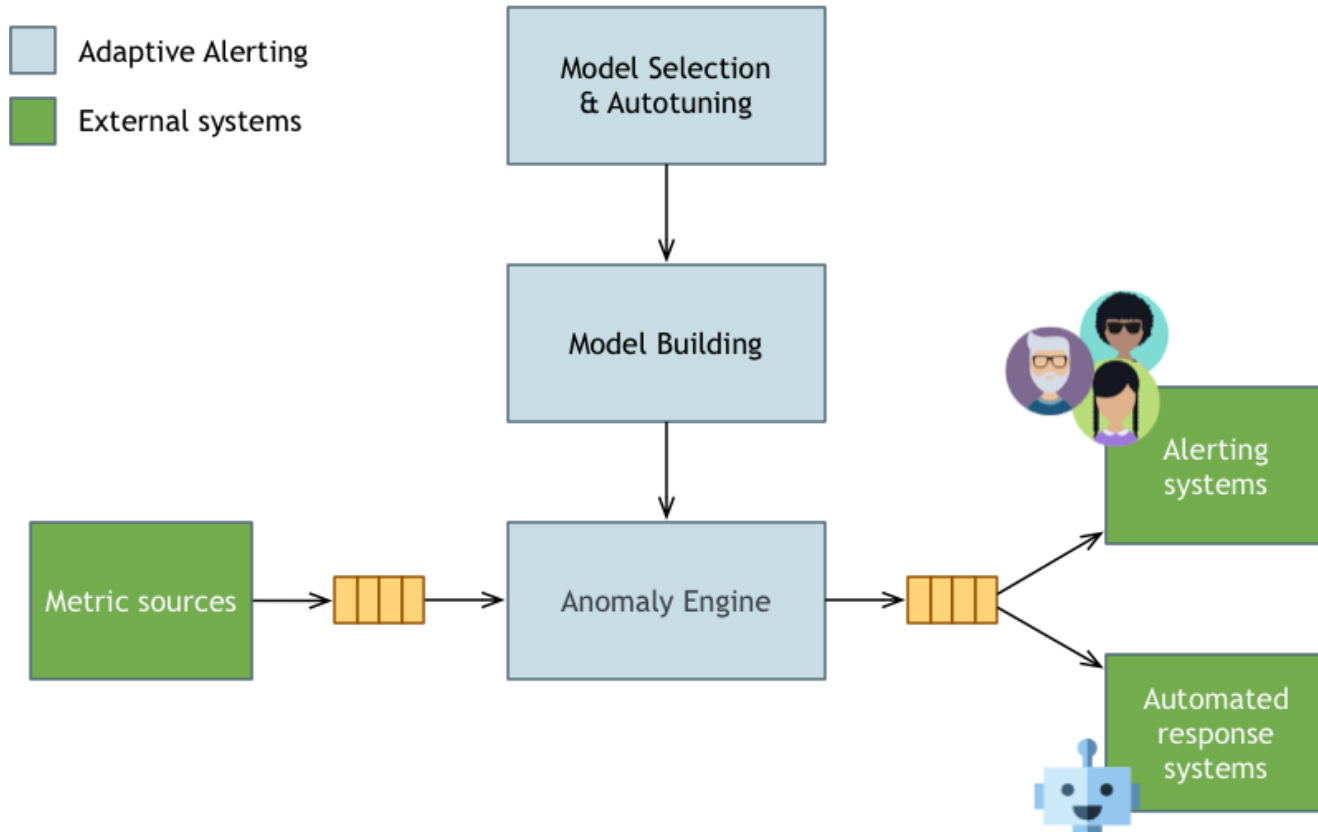 Adaptive Alerting
External systems
Model Selection
& Autotuning
Model Building
Metric sources
Anomaly Engine
Alerting
systems
Automated
response
systems